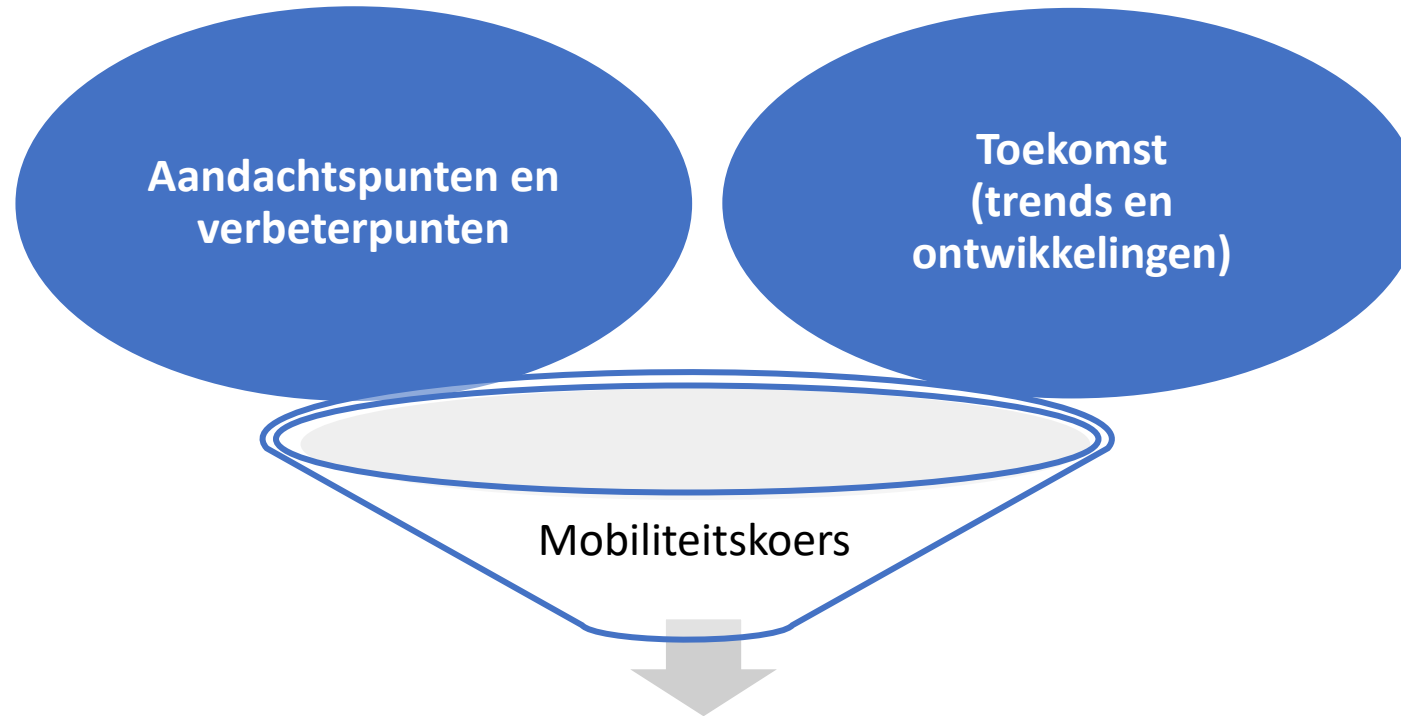 Aandachtspunten en
verbeterpunten
Toekomst
(trends en
ontwikkelingen)
Mobiliteitskoers